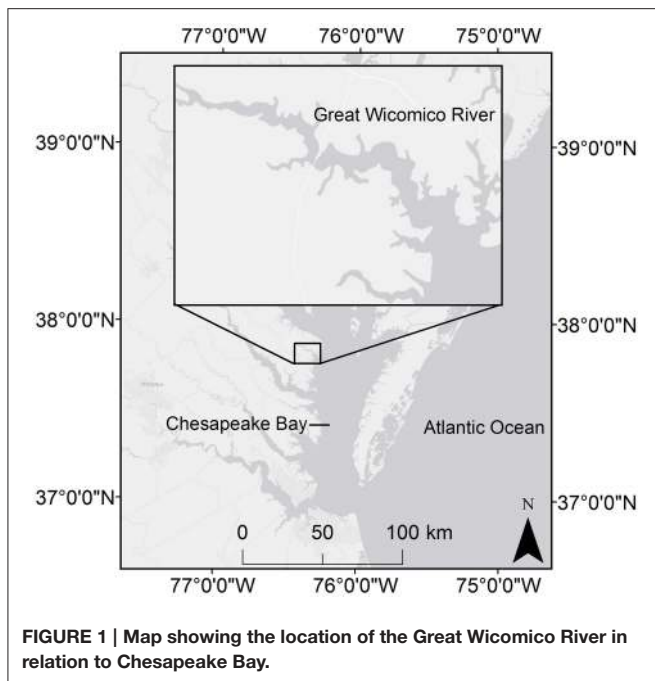 77°0'0"W 76°0'0"W 75°0'0"W
Great Wicomico River
39°0'0"N 39°0'0"N
38°0'0"N 38°0'0"N
Chesapeake Bay
Atlantic Ocean
37°0'0"N 37°0'0"N
N
0 50 100 km
77°0'0"W 76°0'0"W 75°0'0"W
FIGURE 1 | Map showing the location of the Great Wicomico River in
relation to Chesapeake Bay.